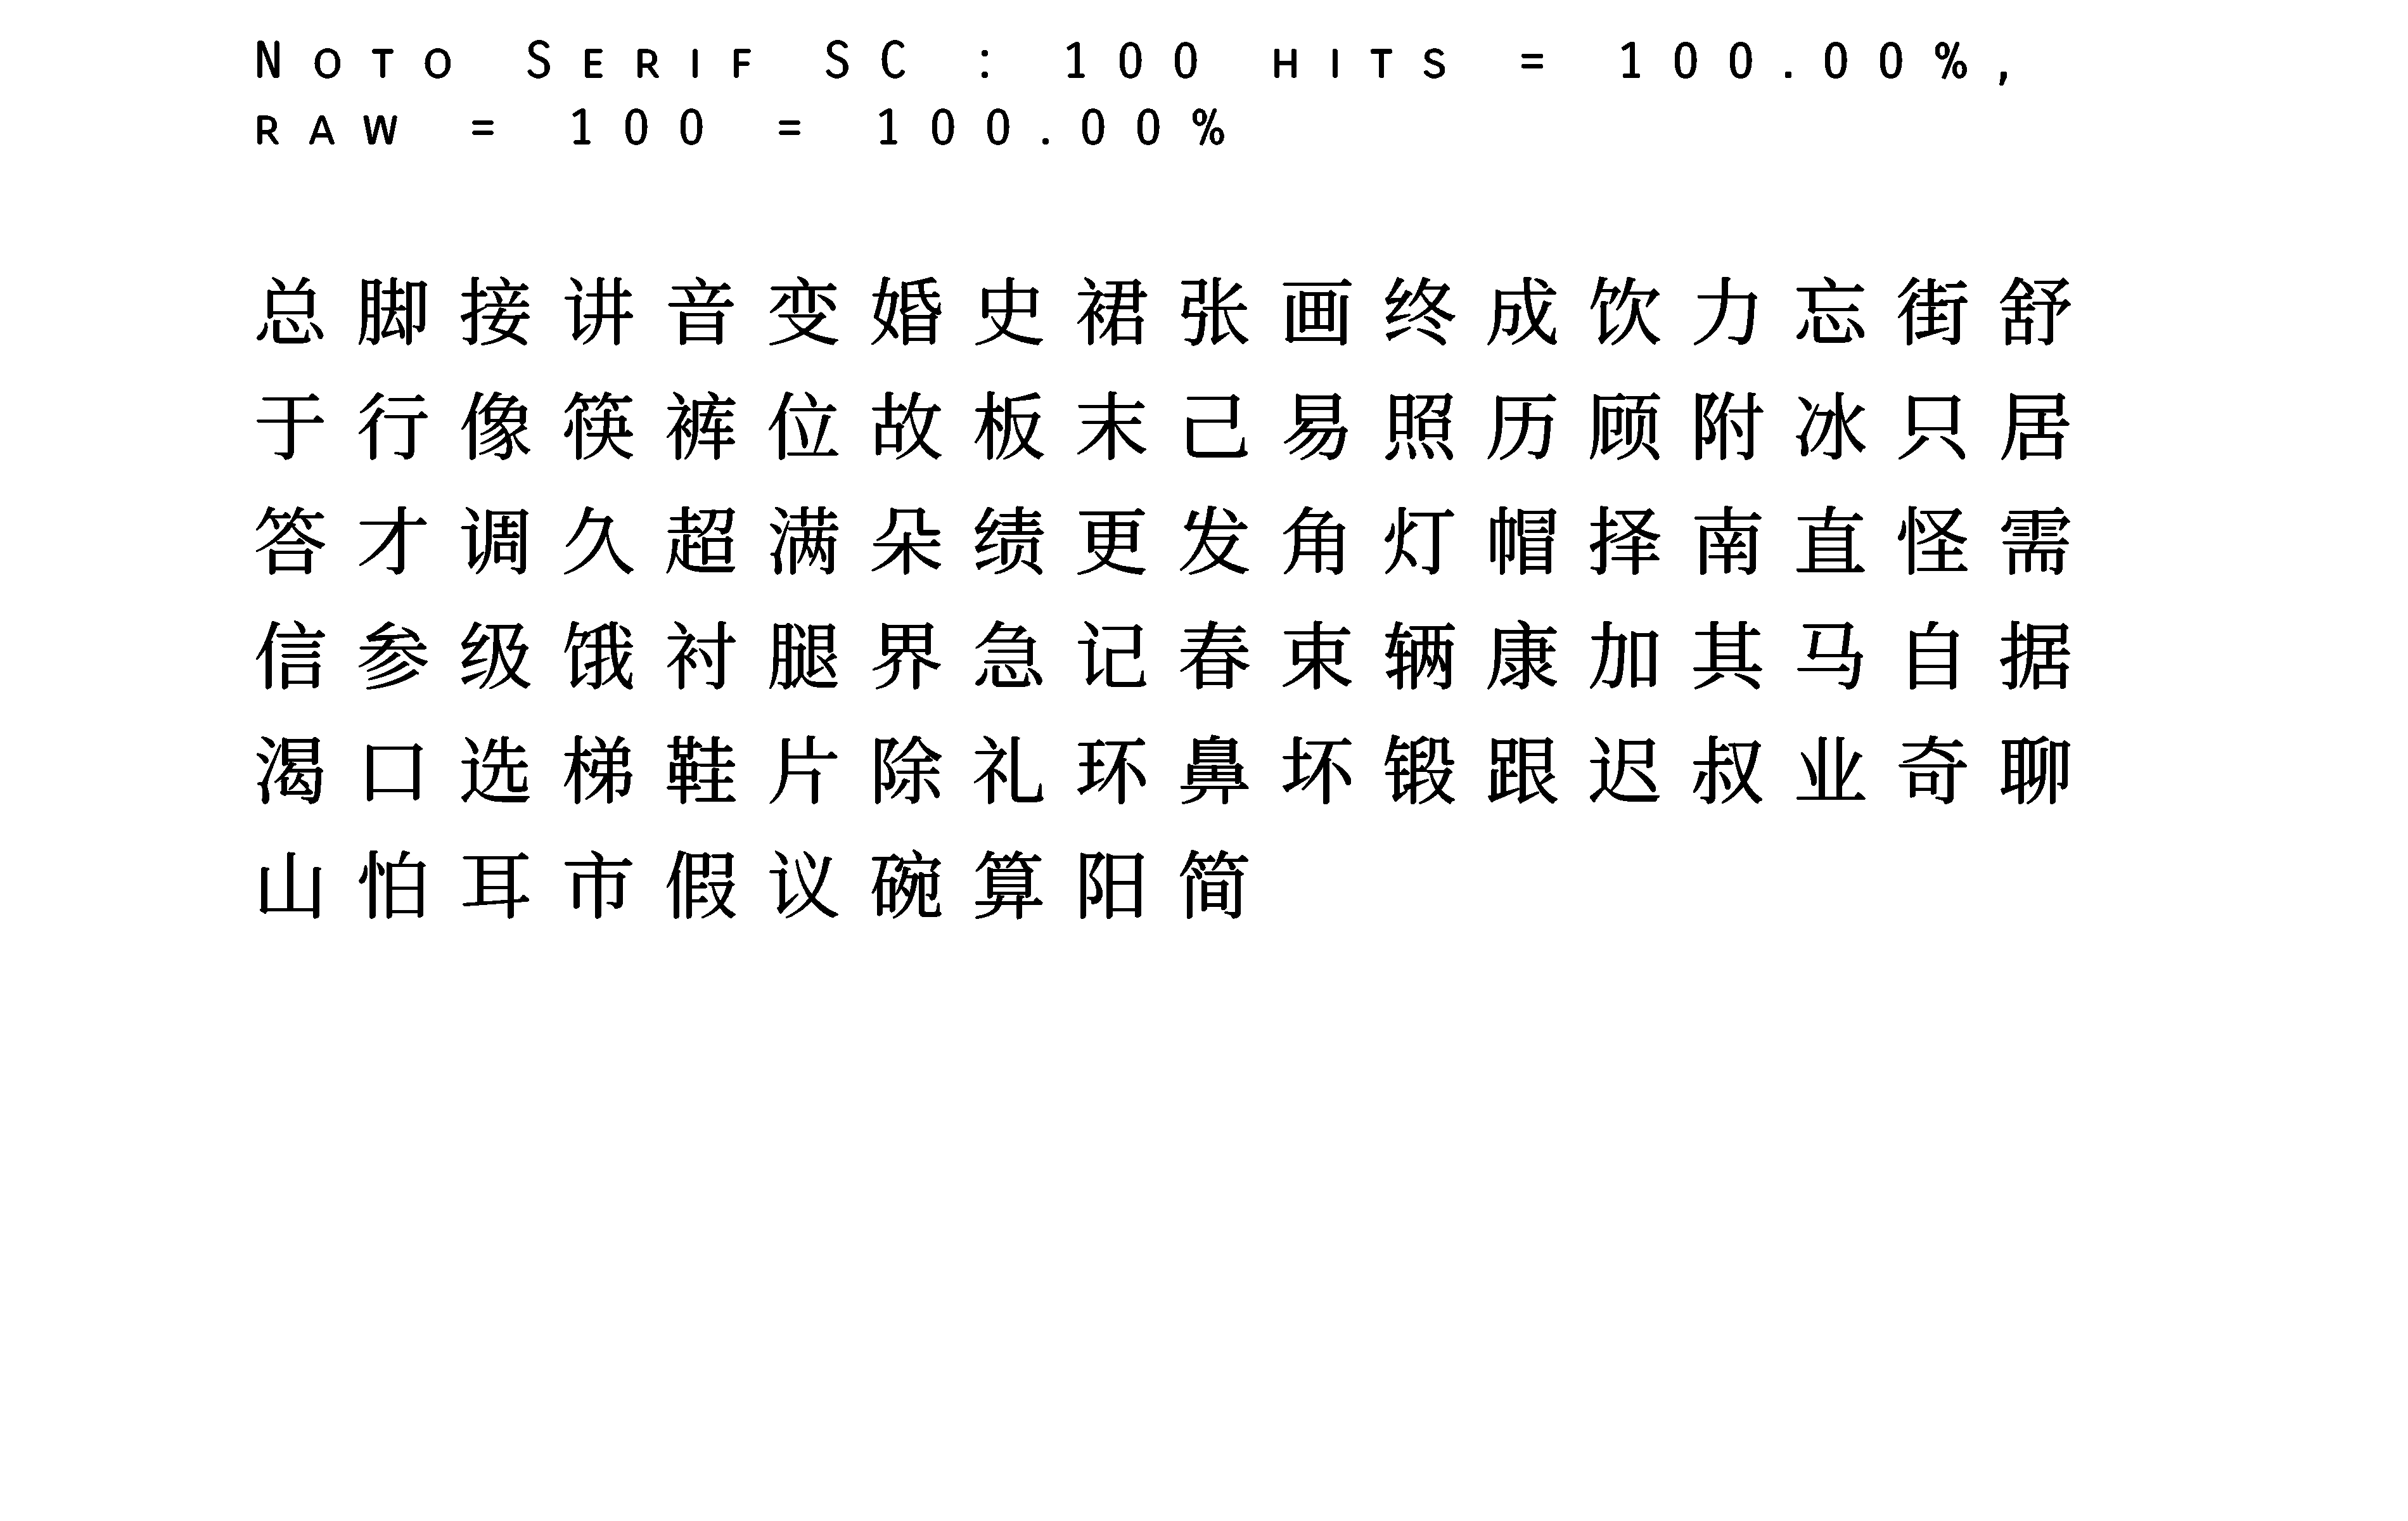 Noto Serif SC : 100 hits = 100.00%,
raw = 100 = 100.00%
总脚接讲音变婚史裙张画终成饮力忘街舒
于行像筷裤位故板末己易照历顾附冰只居
答才调久超满朵绩更发角灯帽择南直怪需
信参级饿衬腿界急记春束辆康加其马自据
渴口选梯鞋片除礼环鼻坏锻跟迟叔业奇聊
山怕耳市假议碗算阳简